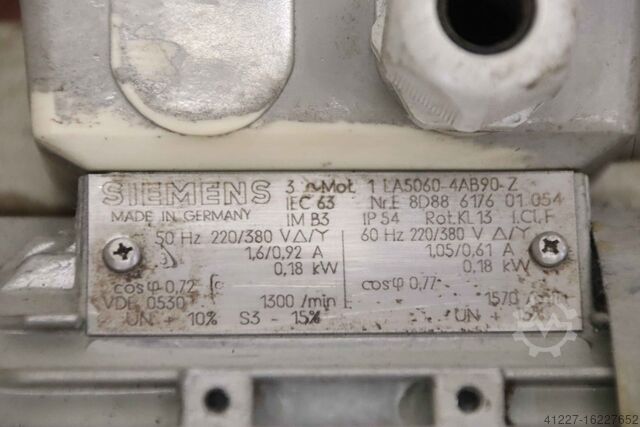 SIEMENS 3 ~ Mot. 1 LA5060-4AB90-Z
MADE IN GERMANY IEC 63 Nr.E 8D88 6176 01 054
IM B3 IP 54 Rot.KL13 I.Cl.F
50 Hz 220/380 V Δ/Y 60 Hz 220/380 V Δ/Y
1,6/0,92 A 1,05/0,61 A
0,18 kW 0,18 kW
cosφ 0,72 cosφ 0,77
VDE 0530 1300 /min 1570 /min
UN + 10% S3 - 15% UN + 15%
41227-16227652